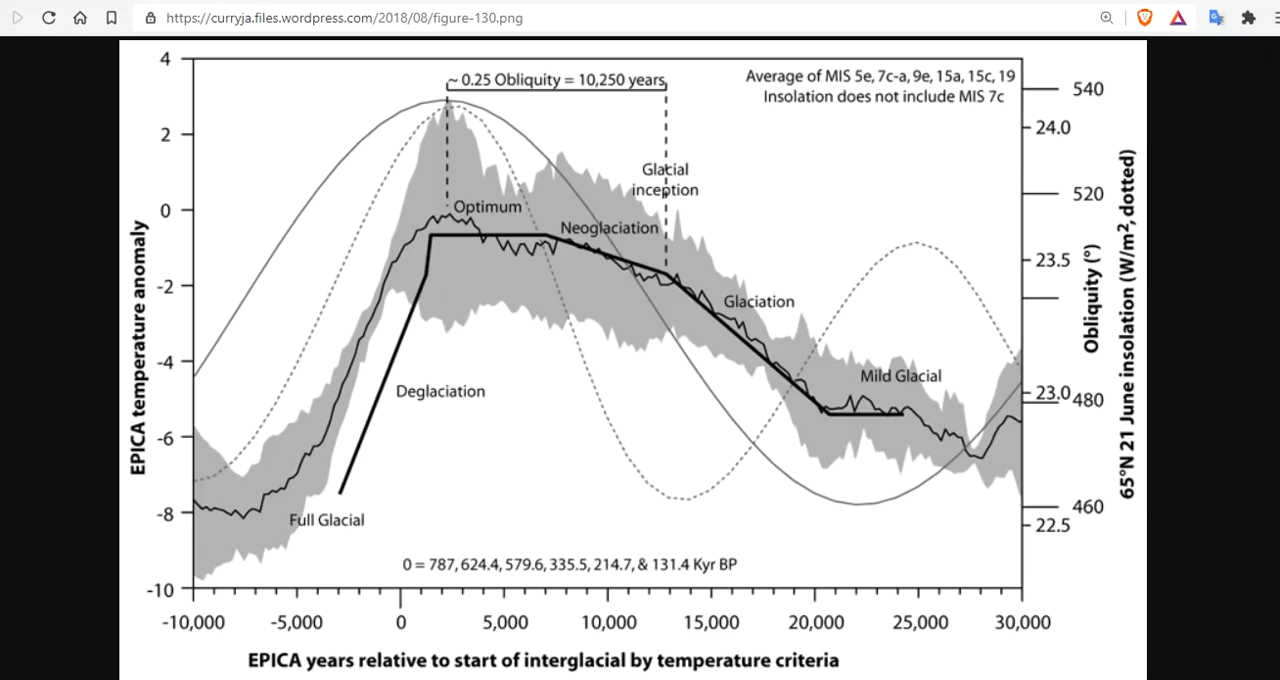 https://curryja.files.wordpress.com/2018/08/figure-130.png
~ 0.25 Obliquity = 10,250 years
Average of MIS 5e, 7c-a, 9e, 15a, 15c, 19
Insolation does not include MIS 7c
Glacial
inception
Optimum
Neoglaciation
Glaciation
Mild Glacial
Deglaciation
Full Glacial
0 = 787, 624.4, 579.6, 335.5, 214.7, & 131.4 Kyr BP
EPICA temperature anomaly
4
2
0
-2
-4
-6
-8
-10
-10,000
-5,000
0
5,000
10,000
15,000
20,000
25,000
30,000
EPICA years relative to start of interglacial by temperature criteria
540
24.0
520
23.5
23.0
480
460
22.5
Obliquity (°)
65°N 21 June insolation (W/m², dotted)